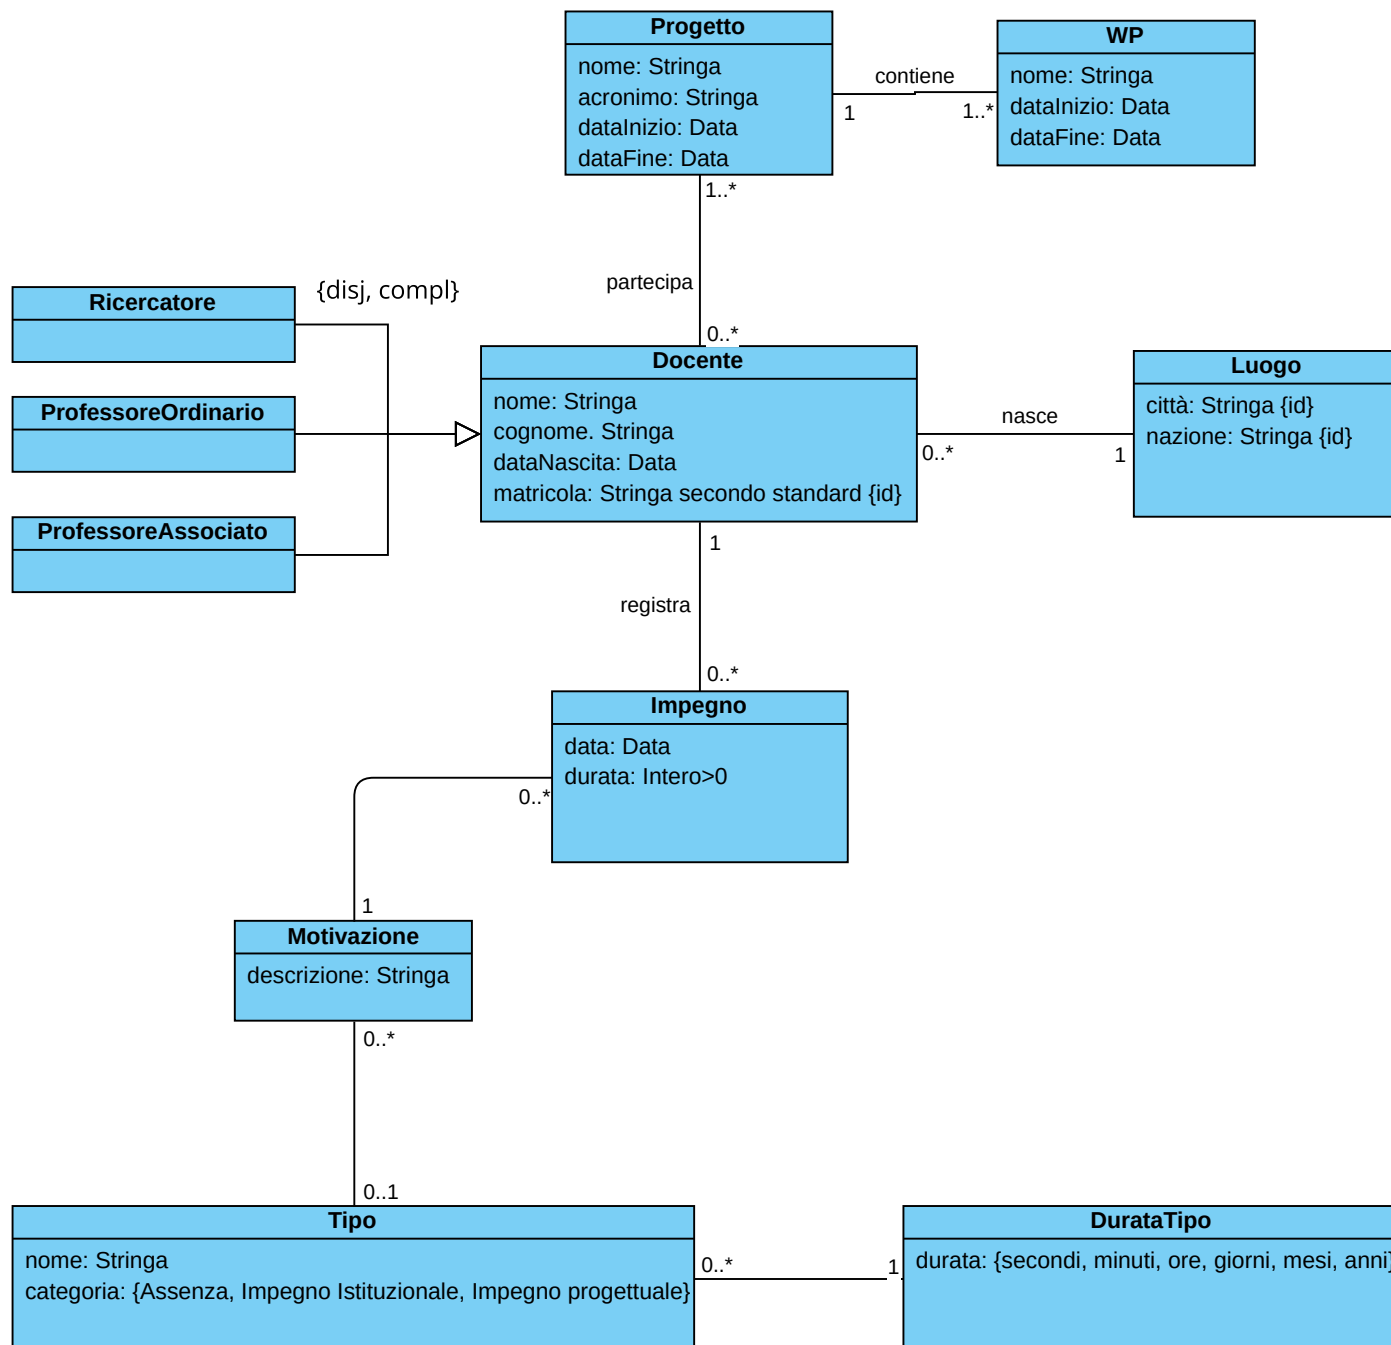 Progetto
nome: Stringa
acronimo: Stringa
dataInizio: Data
dataFine: Data
contiene
1
1..*
WP
nome: Stringa
dataInizio: Data
dataFine: Data
1..*
partecipa
0..*
{disj, compl}
Ricercatore
ProfessoreOrdinario
ProfessoreAssociato
Docente
nome: Stringa
cognome. Stringa
dataNascita: Data
matricola: Stringa secondo standard {id}
nasce
0..*
1
Luogo
città: Stringa {id}
nazione: Stringa {id}
1
registra
0..*
Impegno
data: Data
durata: Intero>0
0..*
1
Motivazione
descrizione: Stringa
0..*
0..1
Tipo
nome: Stringa
categoria: {Assenza, Impegno Istituzionale, Impegno progettuale}
0..*
1
DurataTipo
durata: {secondi, minuti, ore, giorni, mesi, anni}